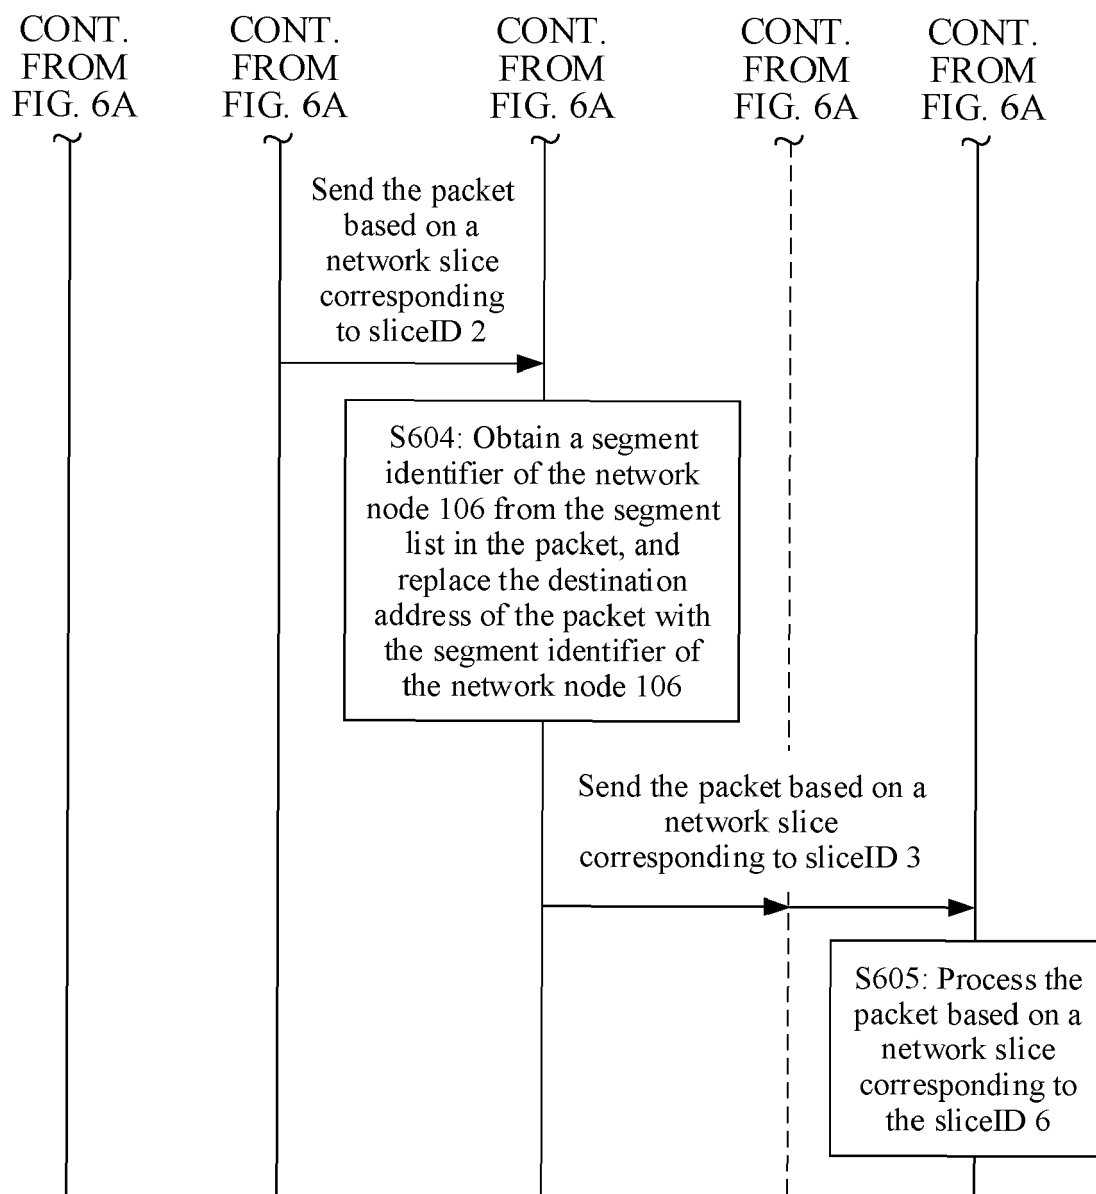 CONT.
FROM
FIG. 6A
CONT.
FROM
FIG. 6A
CONT.
FROM
FIG. 6A
CONT.
FROM
FIG. 6A
CONT.
FROM
FIG. 6A
Send the packet
based on a
network slice
corresponding
to sliceID 2
S604: Obtain a segment
identifier of the network
node 106 from the segment
list in the packet, and
replace the destination
address of the packet with
the segment identifier of
the network node 106
Send the packet based on a
network slice
corresponding to sliceID 3
S605: Process the
packet based on a
network slice
corresponding to
the sliceID 6